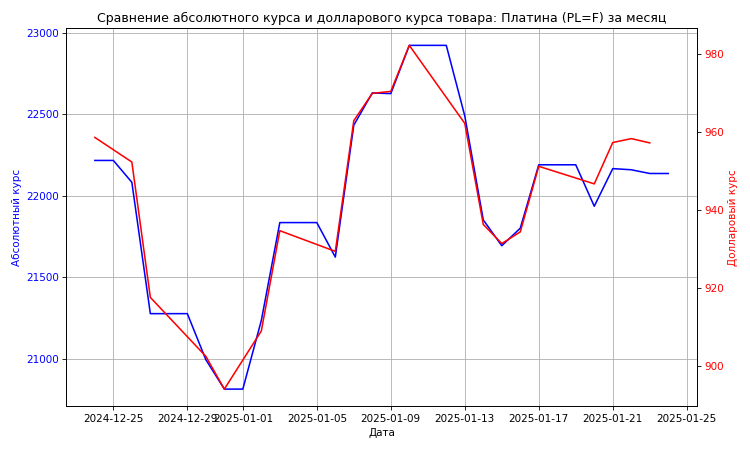 Сравнение абсолютного курса и долларового курса товара: Платина (PL=F) за месяц
Абсолютный курс
23000
22500
22000
21500
21000
980
960
940
920
900
Долларовый курс
2024-12-25 2024-12-29 2025-01-01 2025-01-05 2025-01-09 2025-01-13 2025-01-17 2025-01-21 2025-01-25
Дата